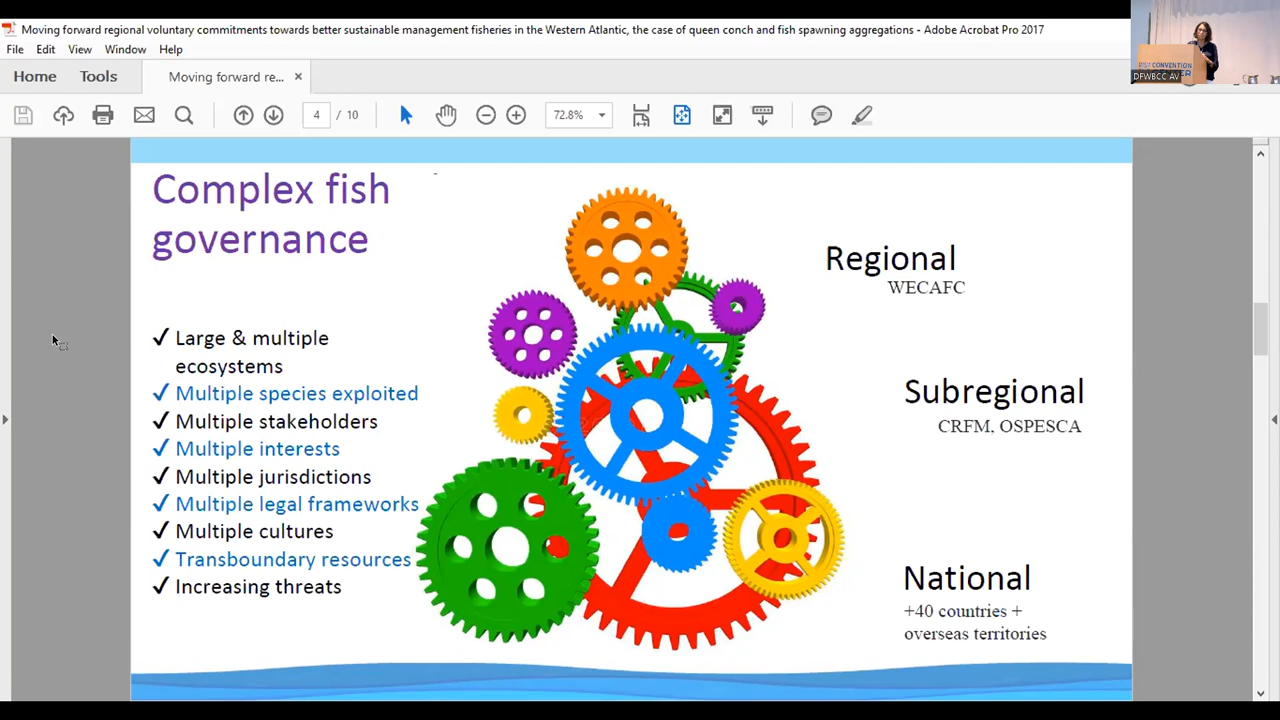 Moving forward regional voluntary commitments towards better sustainable management fisheries in the Western Atlantic, the case of queen conch and fish spawning aggregations - Adobe Acrobat Pro 2017
File Edit View Window Help
Home Tools Moving forward re... ×
4 / 10 72.8%
CONVENTION
DFWBCC AV
Complex fish
governance
✓ Large & multiple
ecosystems
✓ Multiple species exploited
✓ Multiple stakeholders
✓ Multiple interests
✓ Multiple jurisdictions
✓ Multiple legal frameworks
✓ Multiple cultures
✓ Transboundary resources
✓ Increasing threats
Regional
WECAFC
Subregional
CRFM, OSPESCA
National
+40 countries +
overseas territories